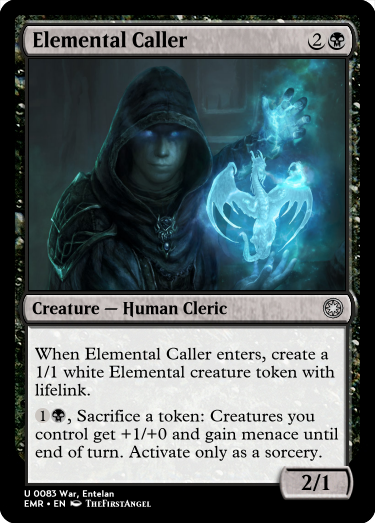 Elemental Caller 2
Creature — Human Cleric
When Elemental Caller enters, create a
1/1 white Elemental creature token with
lifelink.
1, Sacrifice a token: Creatures you
control get +1/+0 and gain menace until
end of turn. Activate only as a sorcery.
2/1
U 0083 War, Entelan
EMR • EN TheFirstAngel